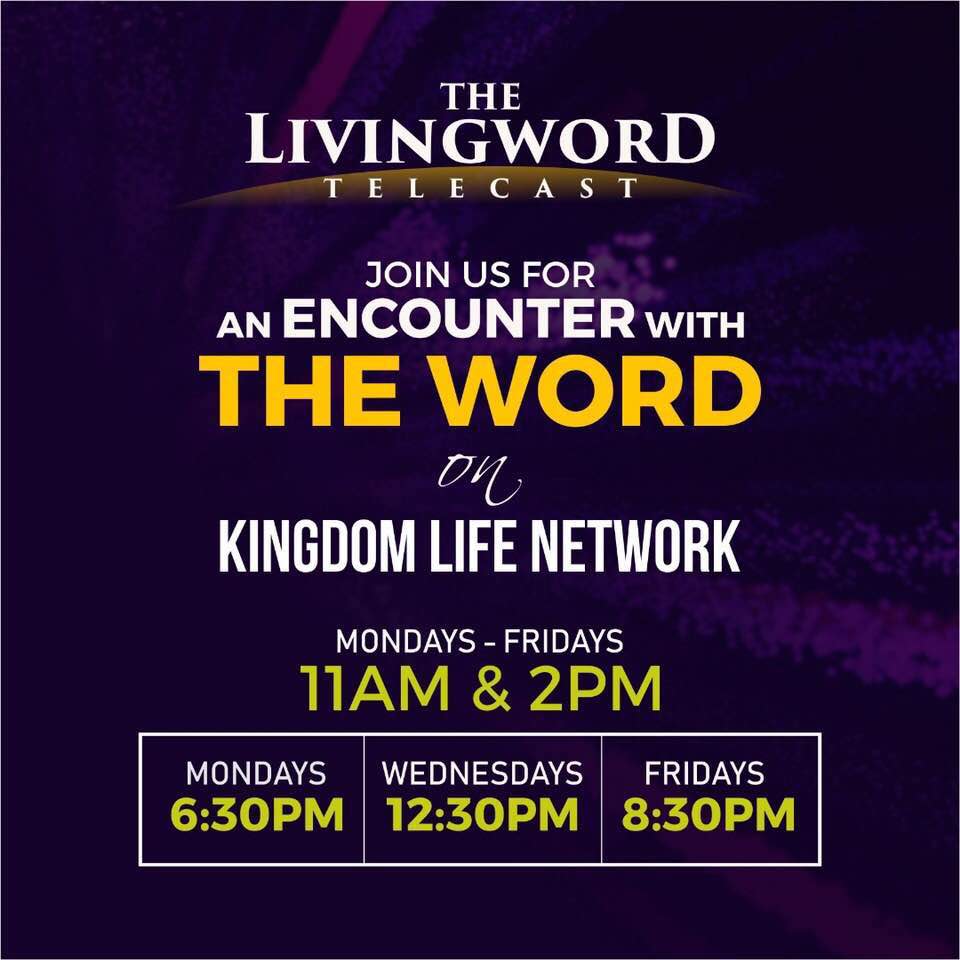 THE
LIVINGWORD
TELECAST
JOIN US FOR
AN ENCOUNTER WITH
THE WORD
on
KINGDOM LIFE NETWORK
MONDAYS - FRIDAYS
11AM & 2PM
MONDAYS WEDNESDAYS FRIDAYS
6:30PM 12:30PM 8:30PM